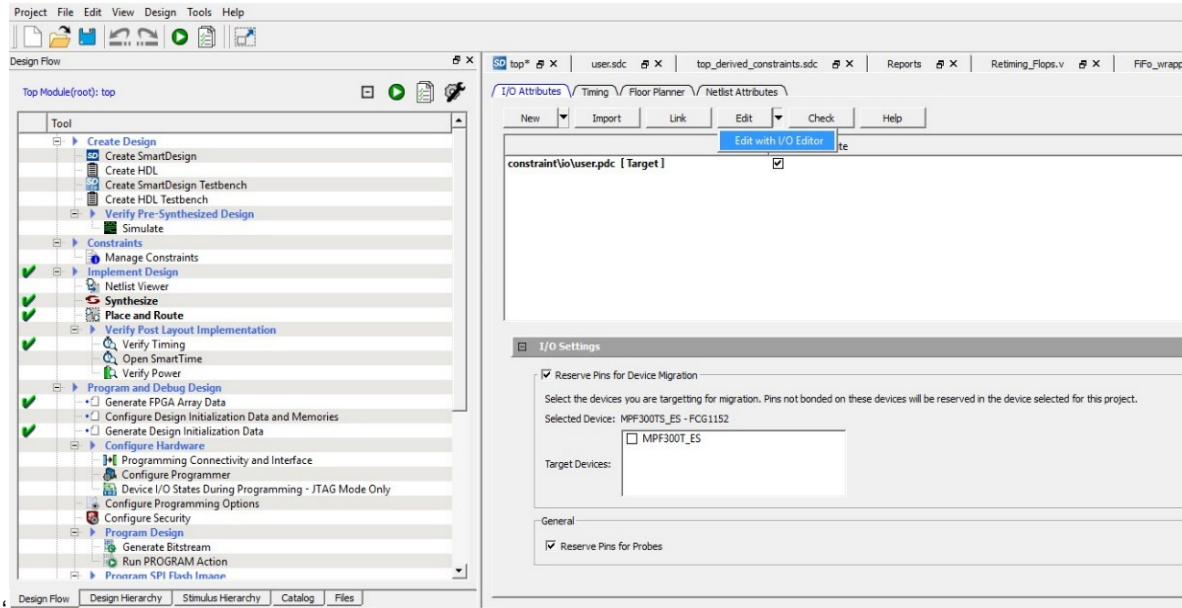 Project File Edit View Design Tools Help
Design Flow
Top Module(root): top
Tool
Create Design
SD Create SmartDesign
Create HDL
Create SmartDesign Testbench
Create HDL Testbench
Verify Pre-Synthesized Design
Simulate
Constraints
Manage Constraints
Implement Design
Netlist Viewer
Synthesize
Place and Route
Verify Post Layout Implementation
Verify Timing
Open SmartTime
Verify Power
Program and Debug Design
Generate FPGA Array Data
Configure Design Initialization Data and Memories
Generate Design Initialization Data
Configure Hardware
Programming Connectivity and Interface
Configure Programmer
Device I/O States During Programming - JTAG Mode Only
Configure Programming Options
Configure Security
Program Design
Generate Bitstream
Run PROGRAM Action
Program SPI Flash Image
Design Flow Design Hierarchy Stimulus Hierarchy Catalog Files
SD top* user.sdc top_derived_constraints.sdc Reports Retiming_Flops.v FiFo_wrapp
I/O Attributes Timing Floor Planner Netlist Attributes
New Import Link Edit Check Help
Edit with I/O Editor te
constraint\io\user.pdc [ Target ]
I/O Settings
Reserve Pins for Device Migration
Select the devices you are targetting for migration. Pins not bonded on these devices will be reserved in the device selected for this project.
Selected Device: MPF300TS_ES - FCG1152
MPF300T_ES
Target Devices:
General
Reserve Pins for Probes